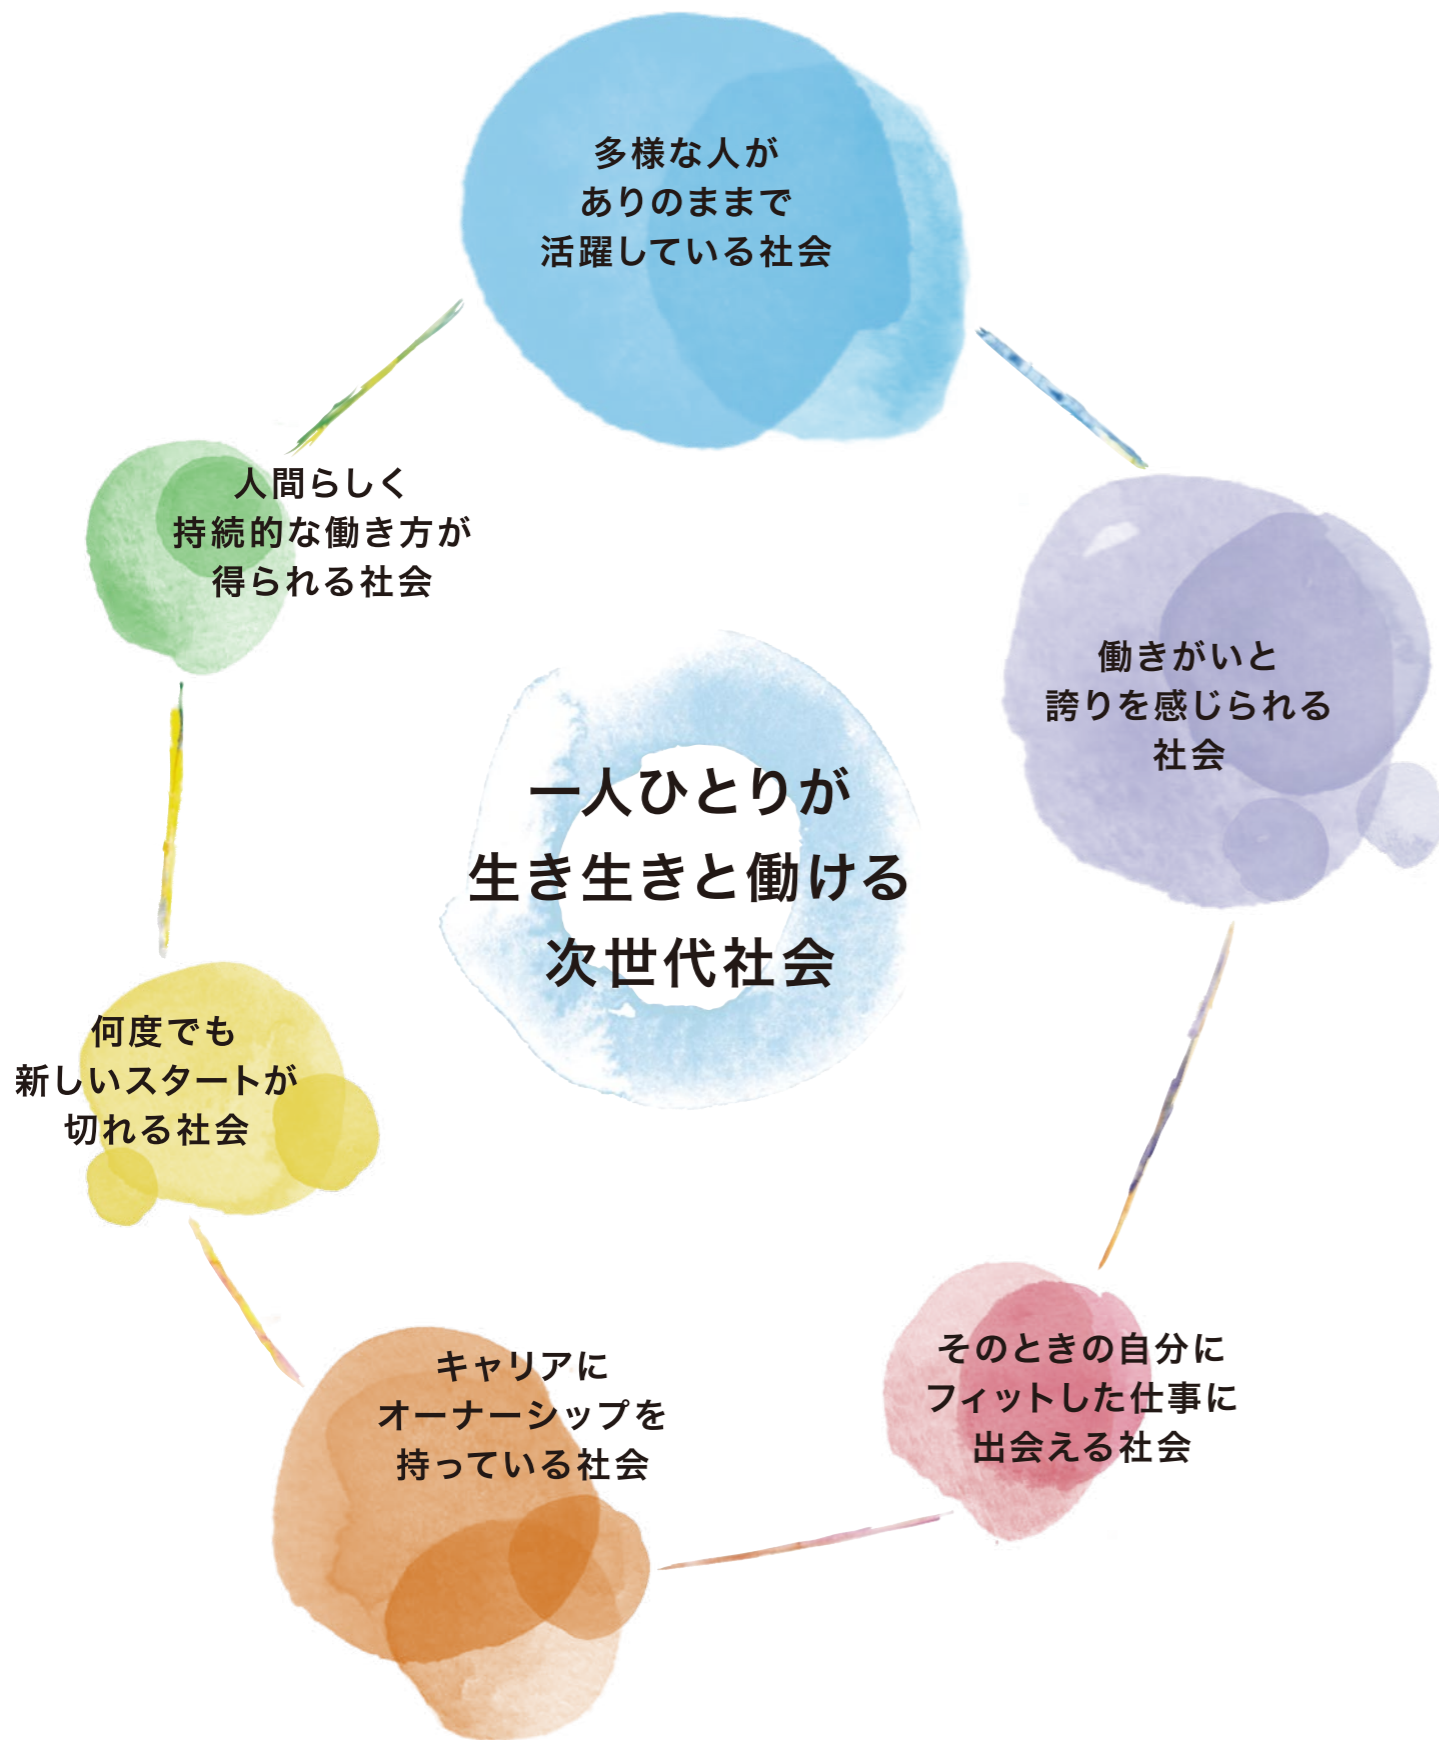 多様な人が
ありのままで
活躍している社会
人間らしく
持続的な働き方が
得られる社会
働きがいと
誇りを感じられる
社会
一人ひとりが
生き生きと働ける
次世代社会
何度でも
新しいスタートが
切れる社会
キャリアに
オーナーシップを
持っている社会
そのときの自分に
フィットした仕事に
出会える社会